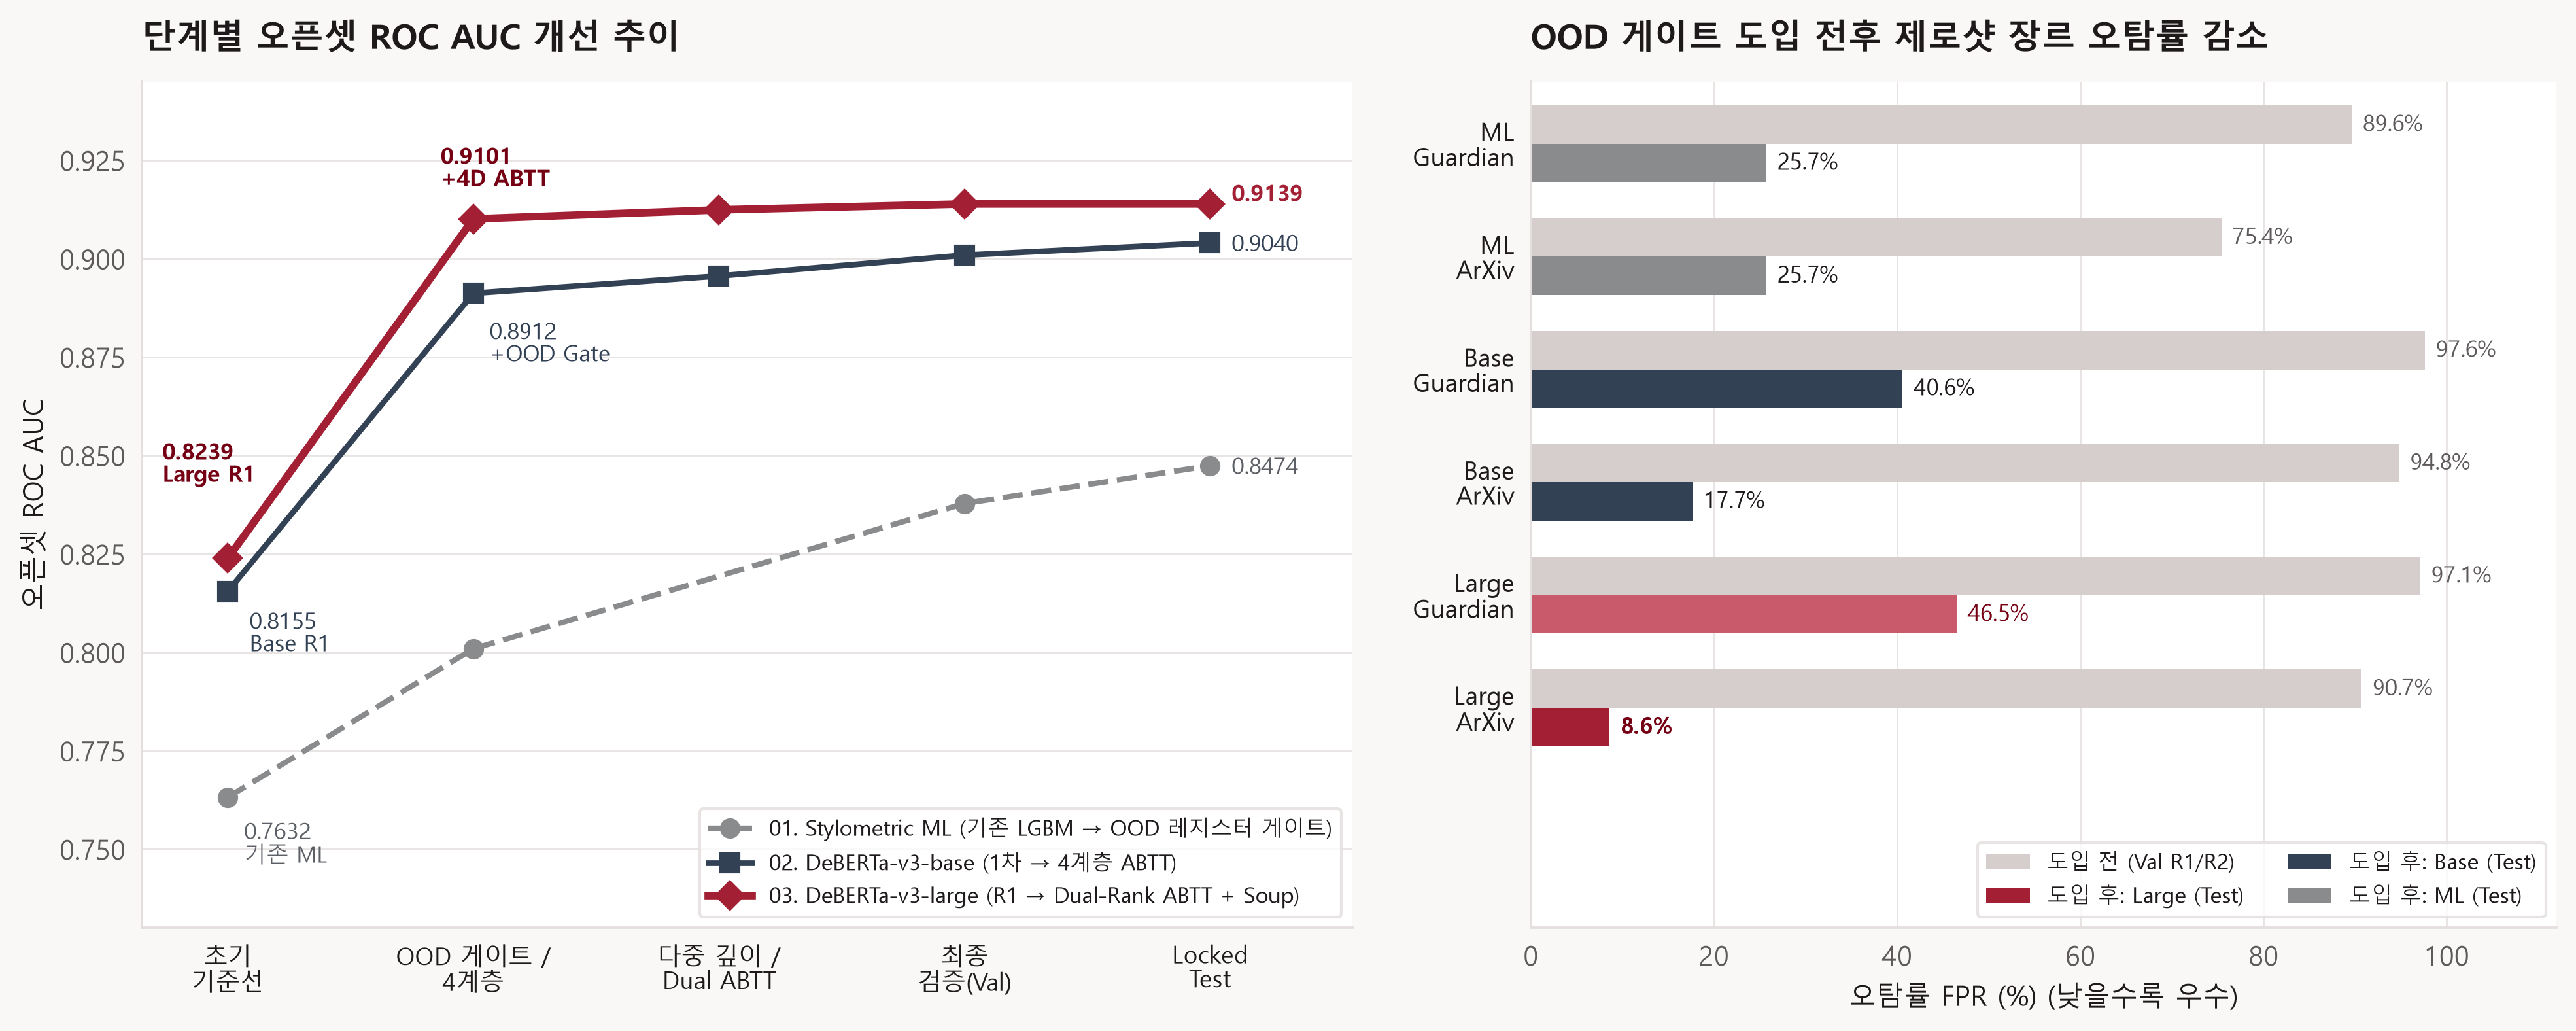 단계별 오픈셋 ROC AUC 개선 추이
오픈셋 ROC AUC
0.925
0.900
0.875
0.850
0.825
0.800
0.775
0.750
0.9101
+4D ABTT
0.9139
0.9040
0.8912
+OOD Gate
0.8239
Large R1
0.8474
0.8155
Base R1
0.7632
기존 ML
01. Stylometric ML (기존 LGBM → OOD 레지스터 게이트)
02. DeBERTa-v3-base (1차 → 4계층 ABTT)
03. DeBERTa-v3-large (R1 → Dual-Rank ABTT + Soup)
초기
기준선
OOD 게이트 /
4계층
다중 깊이 /
Dual ABTT
최종
검증(Val)
Locked
Test
OOD 게이트 도입 전후 제로샷 장르 오탐률 감소
ML
Guardian
89.6%
25.7%
ML
ArXiv
75.4%
25.7%
Base
Guardian
97.6%
40.6%
Base
ArXiv
94.8%
17.7%
Large
Guardian
97.1%
46.5%
Large
ArXiv
90.7%
8.6%
도입 전 (Val R1/R2)
도입 후: Large (Test)
도입 후: Base (Test)
도입 후: ML (Test)
0
20
40
60
80
100
오탐률 FPR (%) (낮을수록 우수)